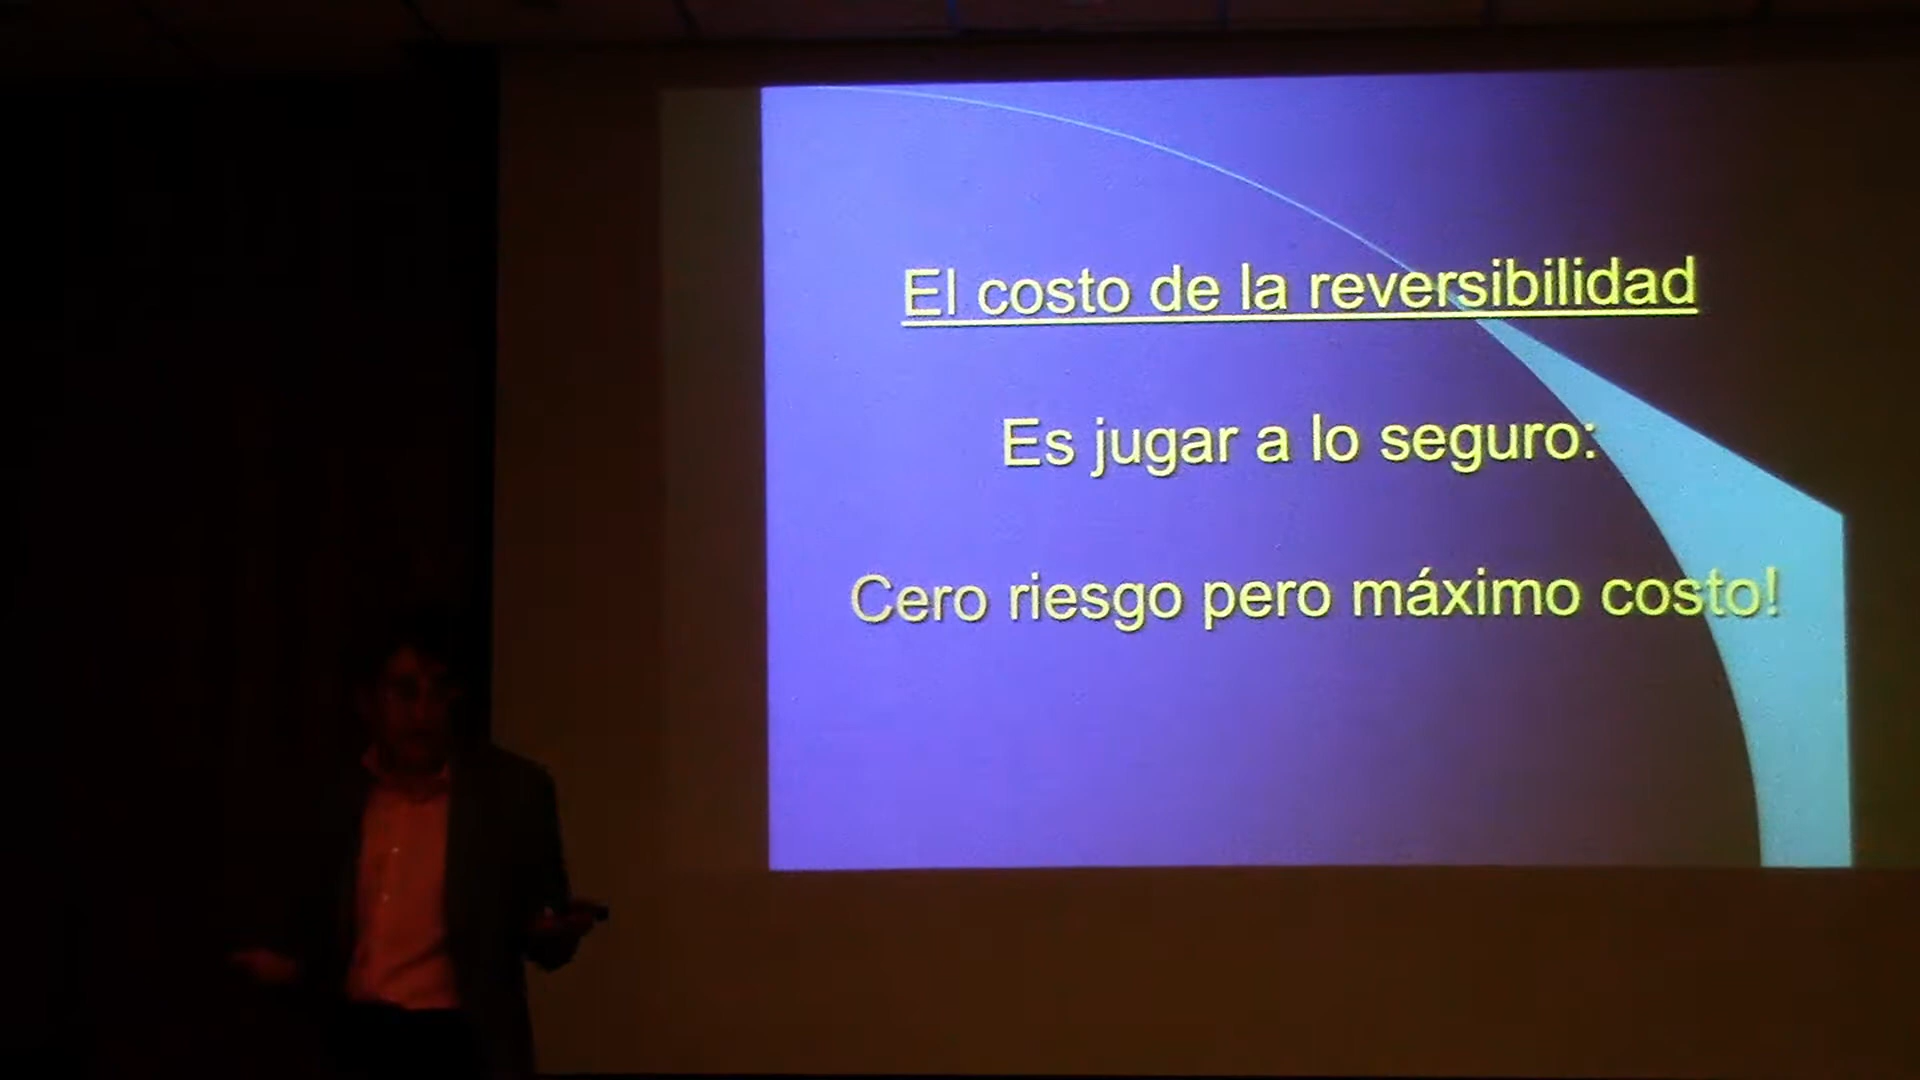 El costo de la reversibilidad
Es jugar a lo seguro:
Cero riesgo pero máximo costo!